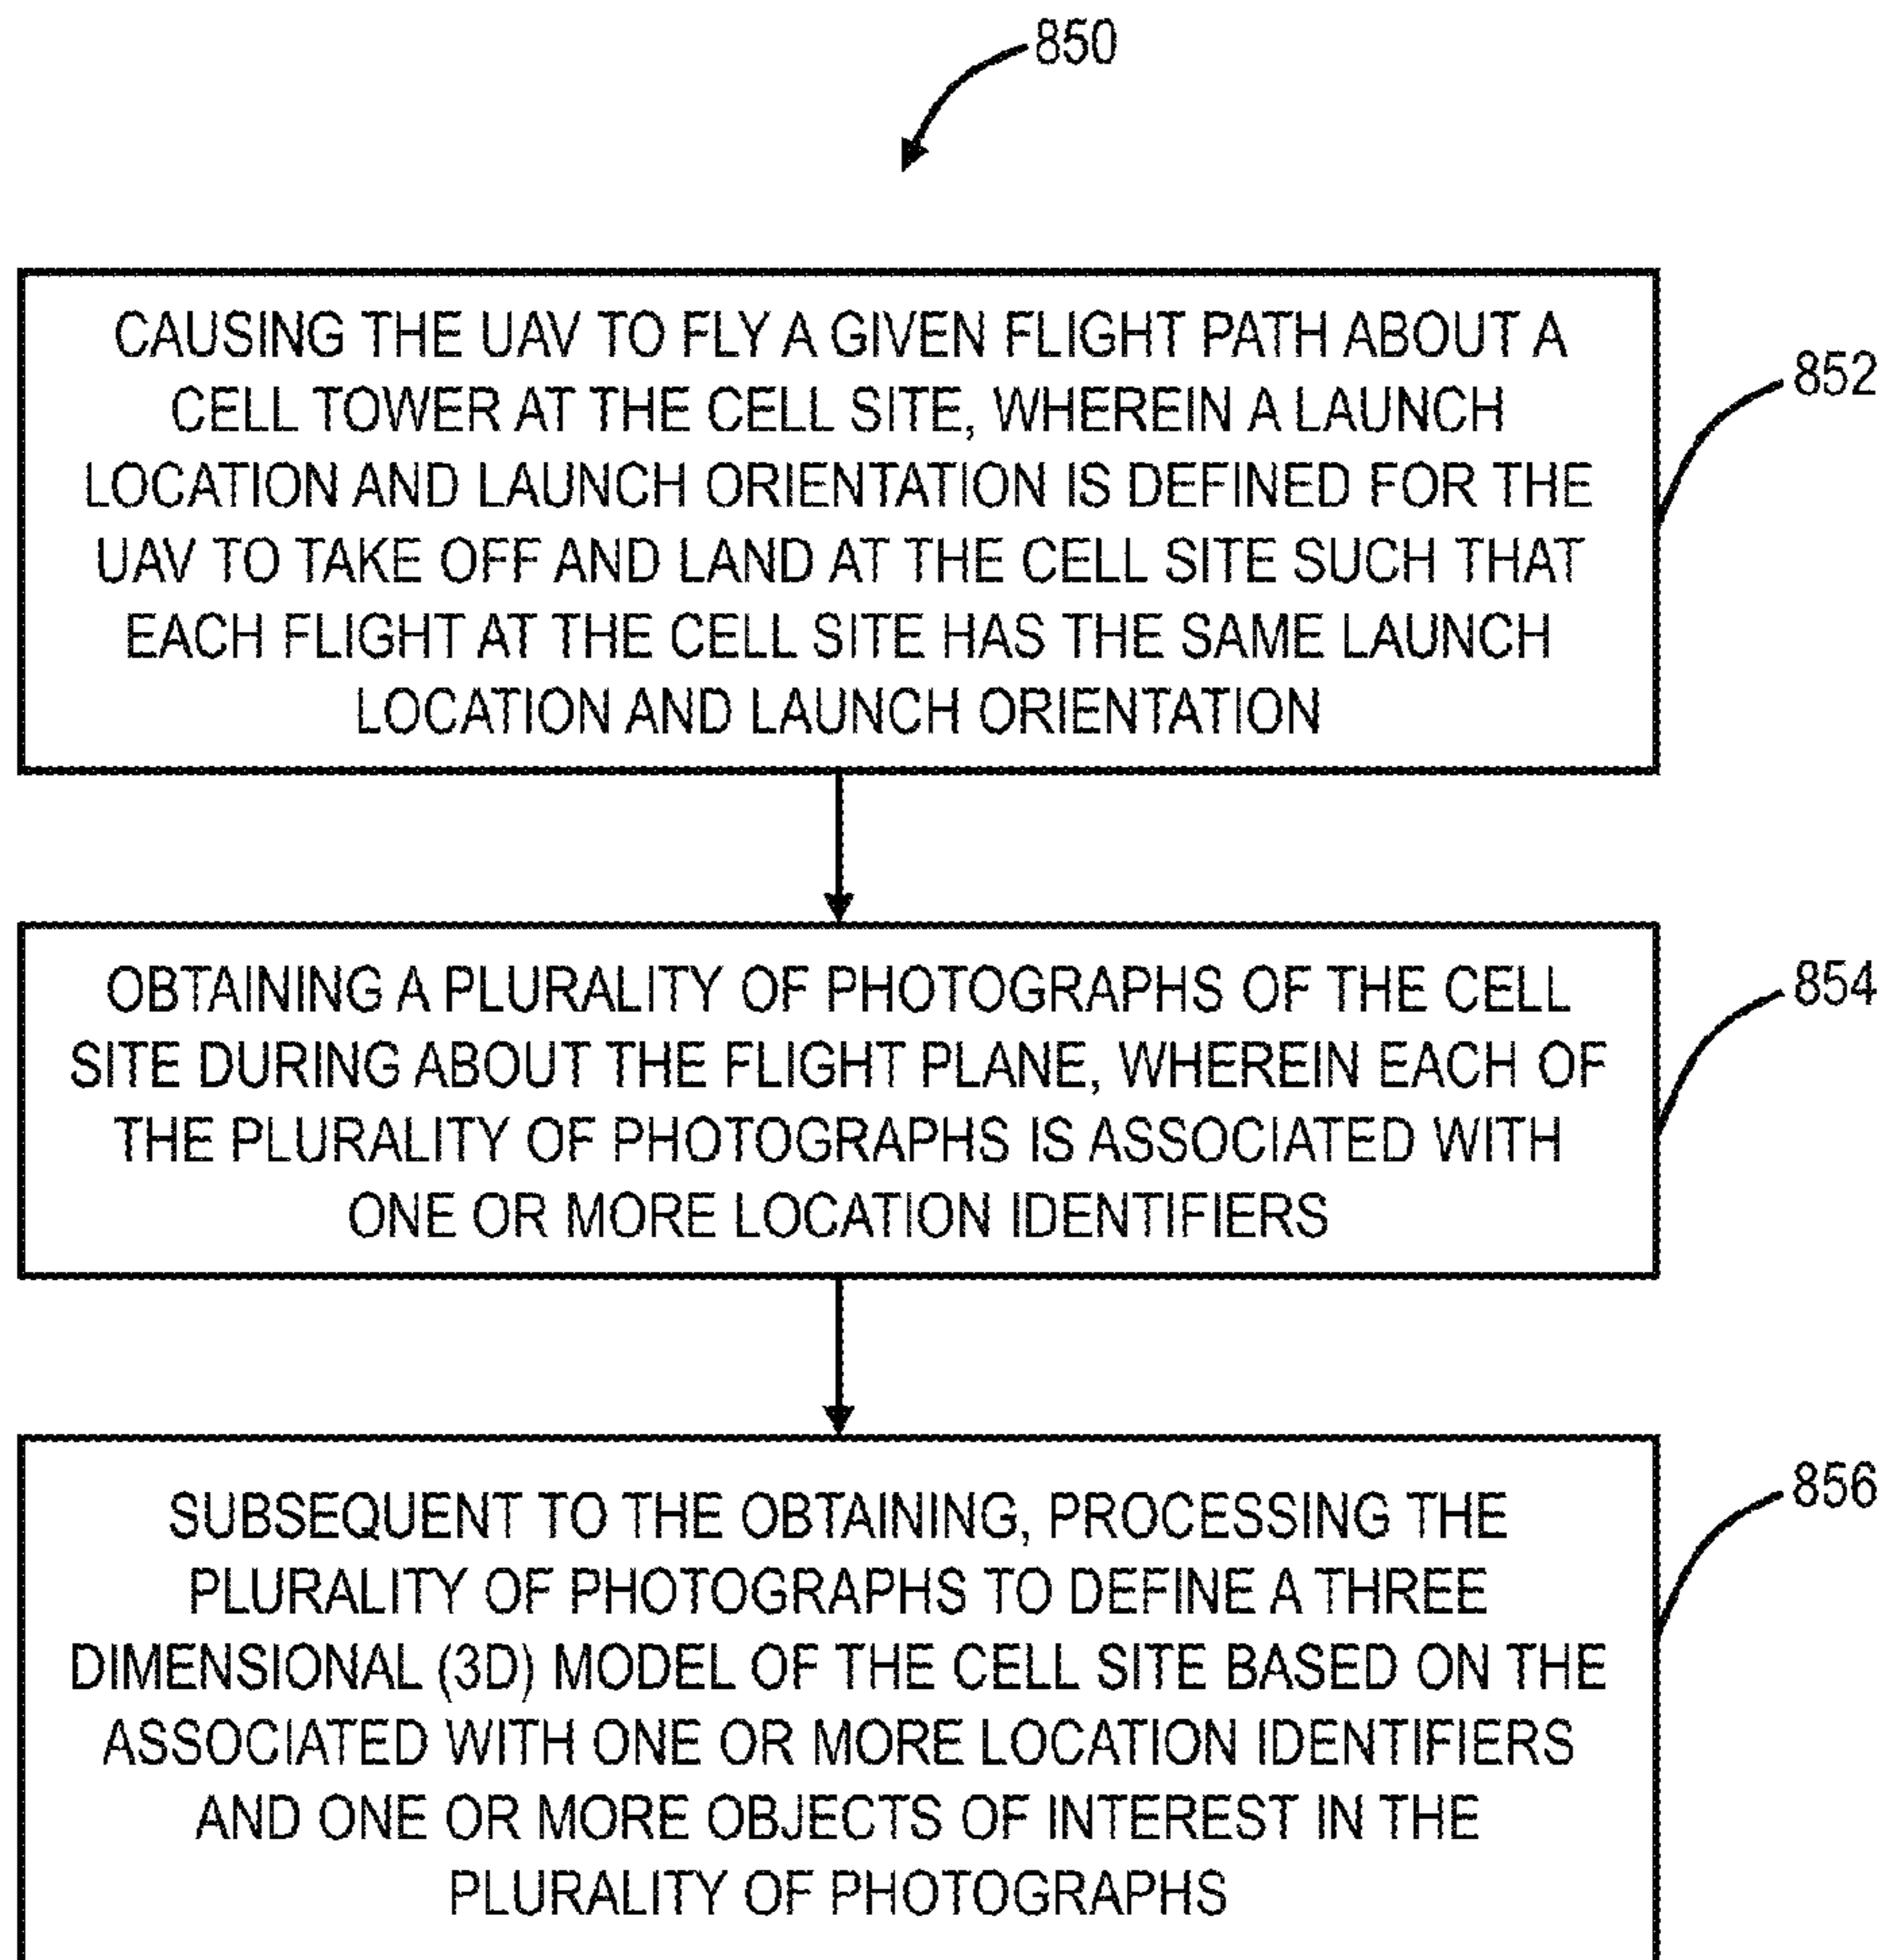 850
CAUSING THE UAV TO FLY A GIVEN FLIGHT PATH ABOUT A
CELL TOWER AT THE CELL SITE, WHEREIN A LAUNCH
LOCATION AND LAUNCH ORIENTATION IS DEFINED FOR THE
UAV TO TAKE OFF AND LAND AT THE CELL SITE SUCH THAT
EACH FLIGHT AT THE CELL SITE HAS THE SAME LAUNCH
LOCATION AND LAUNCH ORIENTATION
852
OBTAINING A PLURALITY OF PHOTOGRAPHS OF THE CELL
SITE DURING ABOUT THE FLIGHT PLANE, WHEREIN EACH OF
THE PLURALITY OF PHOTOGRAPHS IS ASSOCIATED WITH
ONE OR MORE LOCATION IDENTIFIERS
854
SUBSEQUENT TO THE OBTAINING, PROCESSING THE
PLURALITY OF PHOTOGRAPHS TO DEFINE A THREE
DIMENSIONAL (3D) MODEL OF THE CELL SITE BASED ON THE
ASSOCIATED WITH ONE OR MORE LOCATION IDENTIFIERS
AND ONE OR MORE OBJECTS OF INTEREST IN THE
PLURALITY OF PHOTOGRAPHS
856